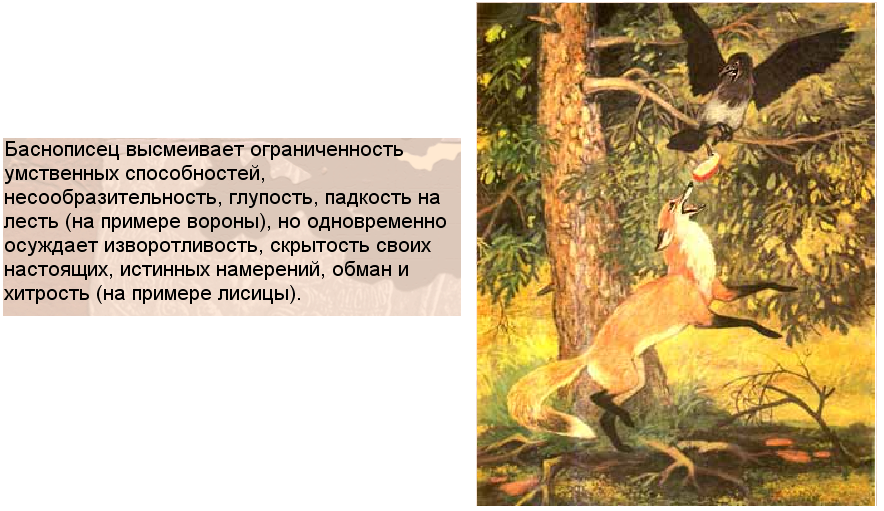 Баснописец высмеивает ограниченность
умственных способностей,
несообразительность, глупость, падкость на
лесть (на примере вороны), но одновременно
осуждает изворотливость, скрытость своих
настоящих, истинных намерений, обман и
хитрость (на примере лисицы).